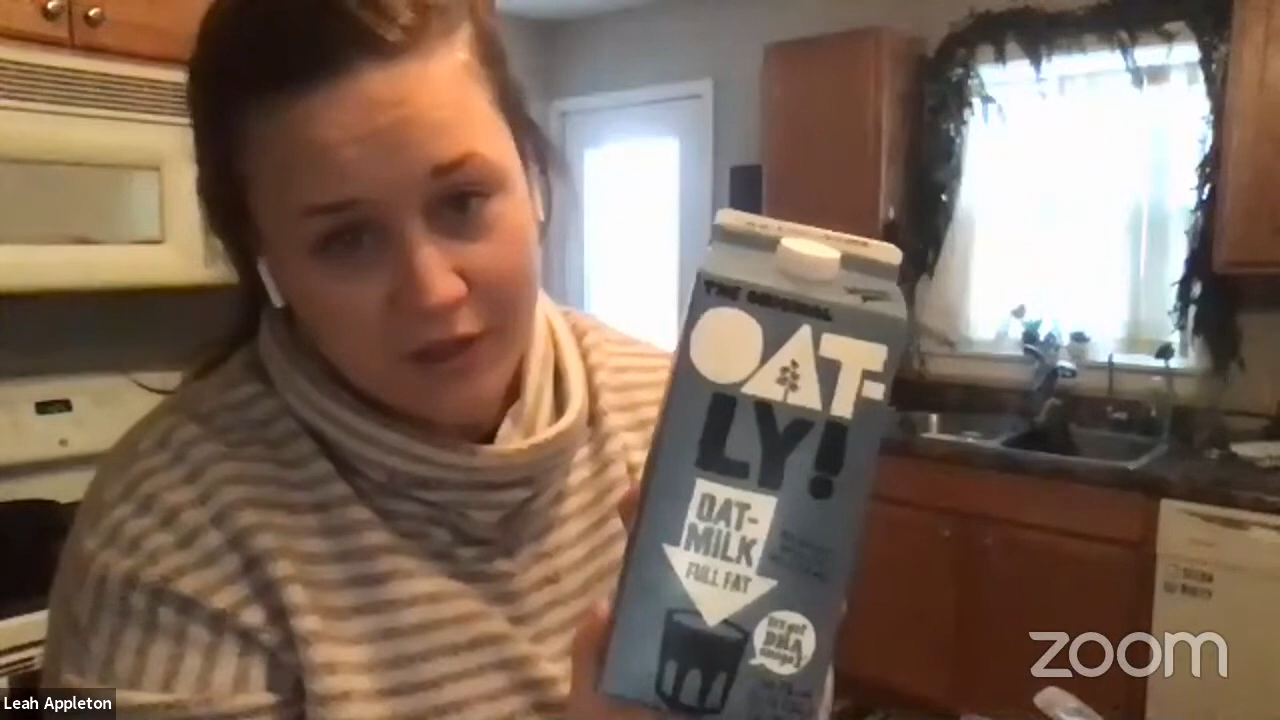 THE ORIGINAL
OAT-
LY!
OAT-
MILK
FULL FAT
zoom
Leah Appleton